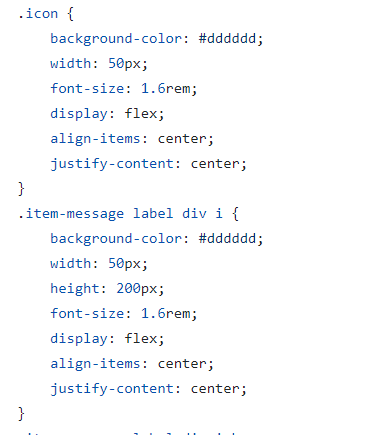 .icon {
    background-color: #dddddd;
    width: 50px;
    font-size: 1.6rem;
    display: flex;
    align-items: center;
    justify-content: center;
}
.item-message label div i {
    background-color: #dddddd;
    width: 50px;
    height: 200px;
    font-size: 1.6rem;
    display: flex;
    align-items: center;
    justify-content: center;
}